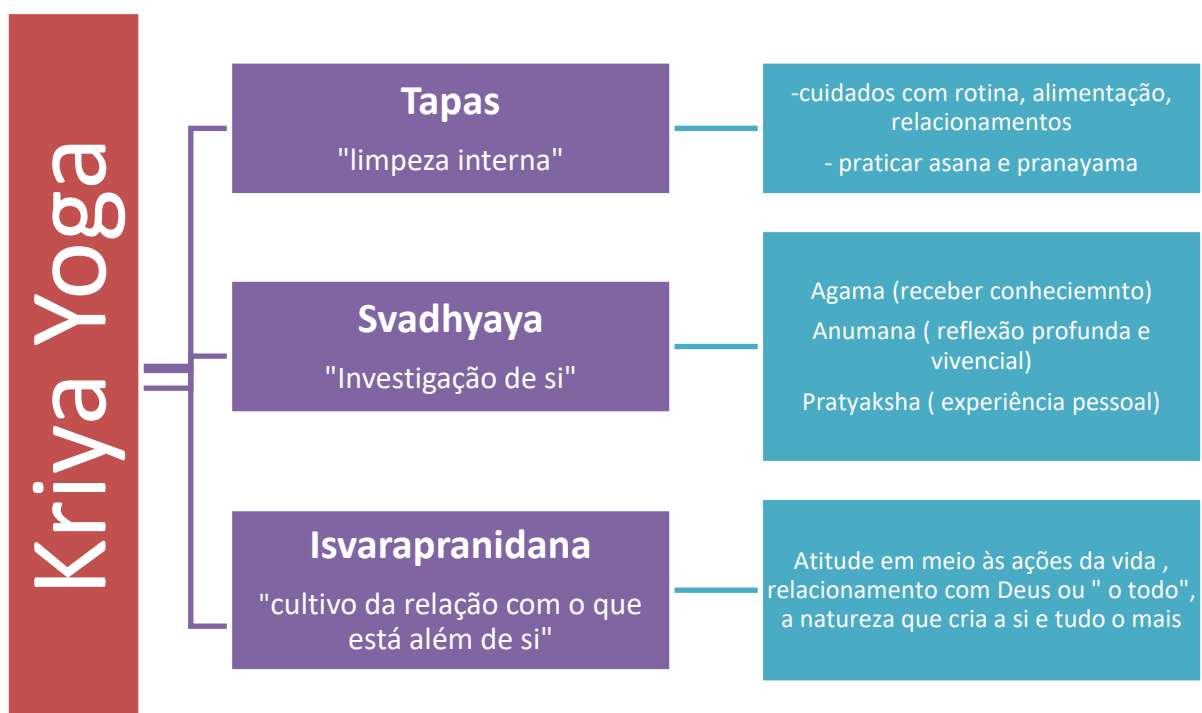 Kriya Yoga
Tapas
"limpeza interna"
-cuidados com rotina, alimentação,
relacionamentos
- praticar asana e pranayama
Svadhyaya
"Investigação de si"
Agama (receber conheciemnto)
Anumana ( reflexão profunda e
vivencial)
Pratyaksha ( experiência pessoal)
Isvarapranidana
"cultivo da relação com o que
está além de si"
Atitude em meio às ações da vida ,
relacionamento com Deus ou " o todo",
a natureza que cria a si e tudo o mais